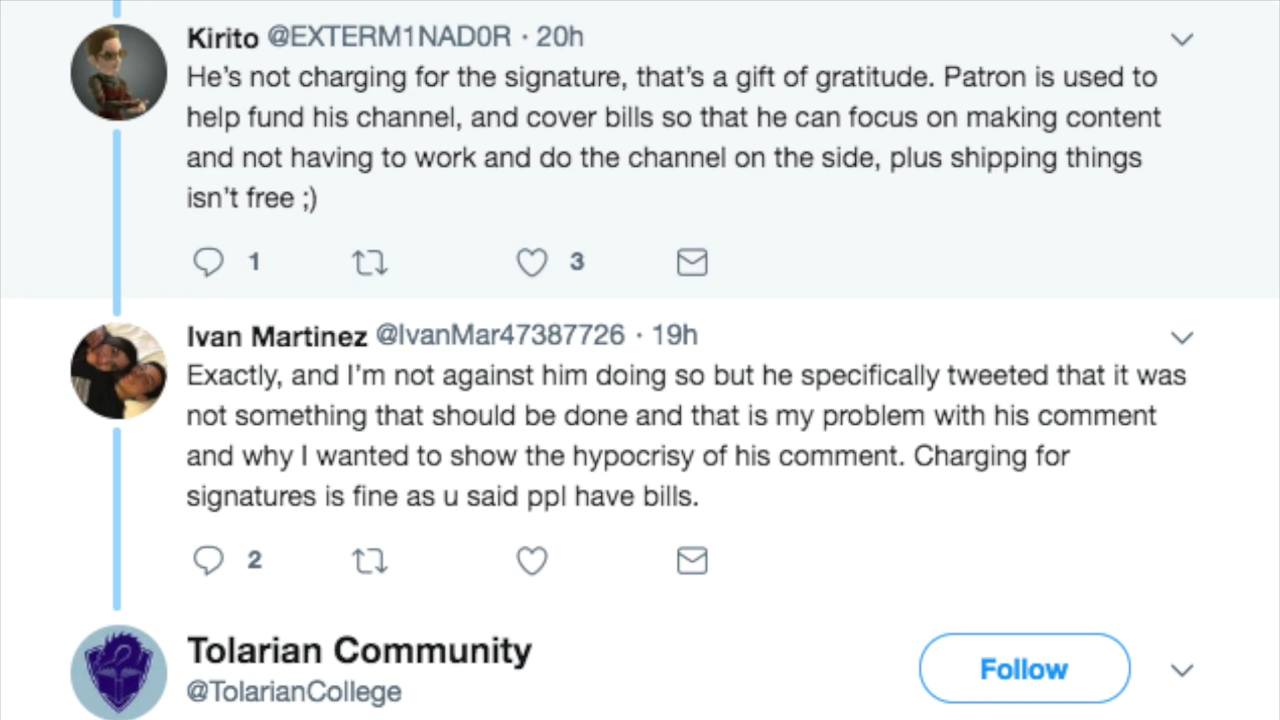 Kirito @EXTERM1NAD0R · 20h
He's not charging for the signature, that's a gift of gratitude. Patron is used to
help fund his channel, and cover bills so that he can focus on making content
and not having to work and do the channel on the side, plus shipping things
isn't free ;)
1 3
Ivan Martinez @IvanMar47387726 · 19h
Exactly, and I'm not against him doing so but he specifically tweeted that it was
not something that should be done and that is my problem with his comment
and why I wanted to show the hypocrisy of his comment. Charging for
signatures is fine as u said ppl have bills.
2
Tolarian Community
@TolarianCollege
Follow